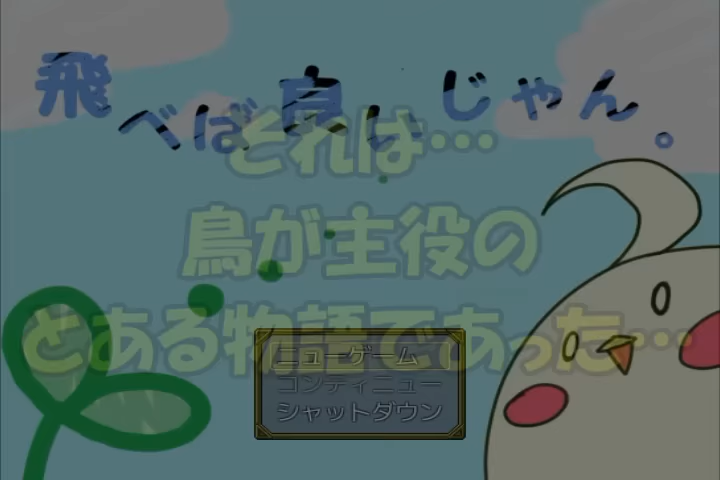 飛べば良いじゃん。
それは…
鳥が主役の
とある物語であった…
ニューゲーム
コンティニュー
シャットダウン